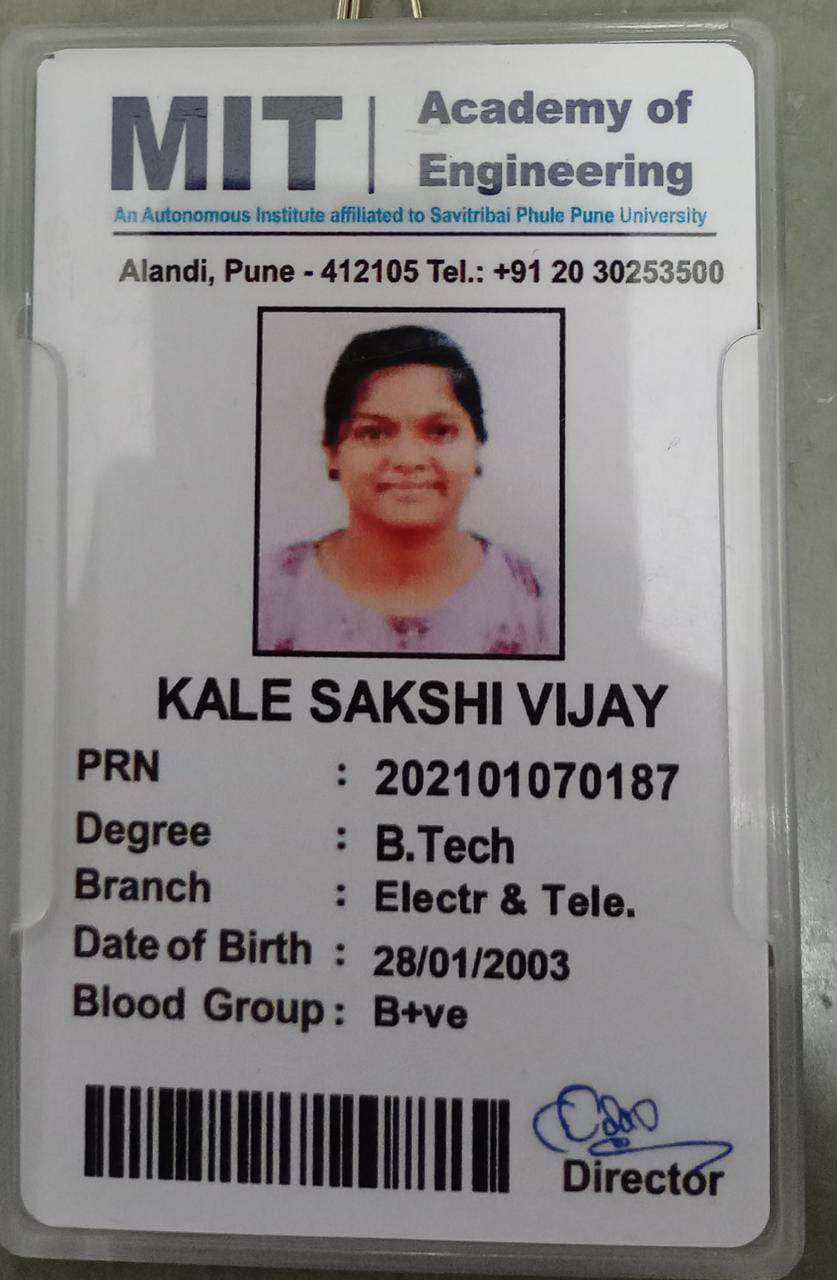 MIT
Academy of
Engineering
An Autonomous Institute affiliated to Savitribai Phule Pune University
Alandi, Pune - 412105 Tel.: +91 20 30253500
KALE SAKSHI VIJAY
PRN : 202101070187
Degree : B.Tech
Branch : Electr & Tele.
Date of Birth : 28/01/2003
Blood Group : B+ve
Director